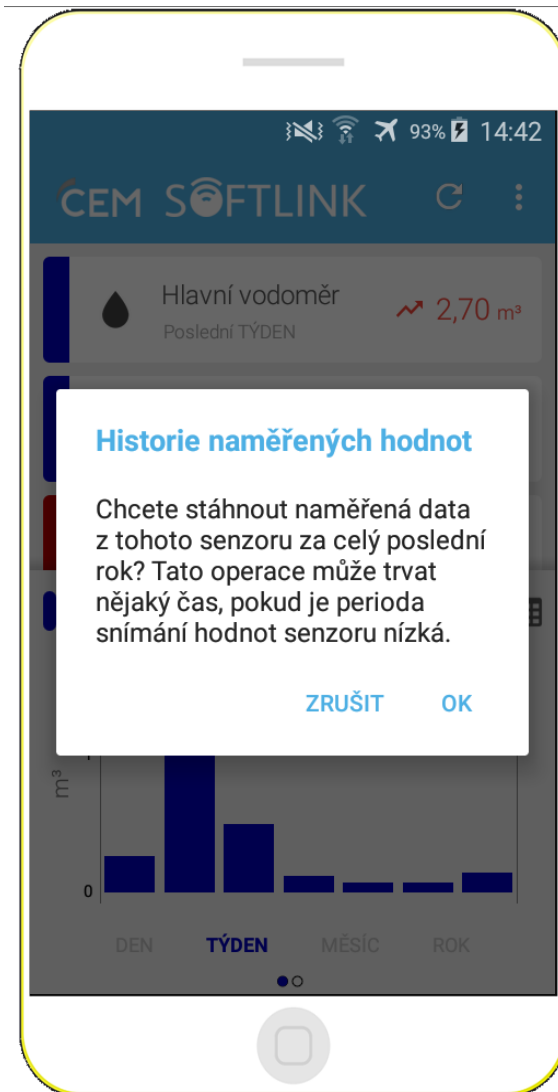 93% 14:42
CEM SOFTLINK
Hlavní vodoměr
Poslední TÝDEN
2,70 m³
Historie naměřených hodnot
Chcete stáhnout naměřená data
z tohoto senzoru za celý poslední
rok? Tato operace může trvat
nějaký čas, pokud je perioda
snímání hodnot senzoru nízká.
ZRUŠIT OK
m³
0
DEN TÝDEN MĚSÍC ROK